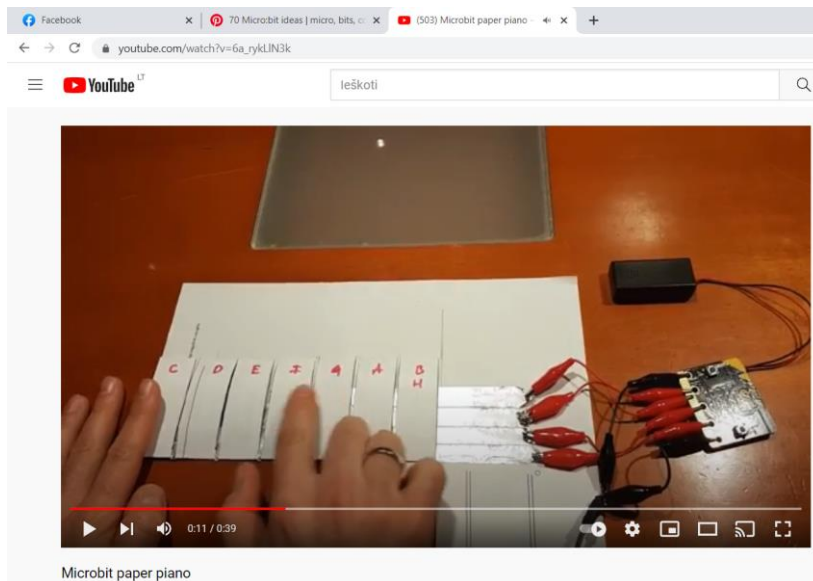 Facebook
70 Micro:bit ideas | micro, bits, c
(503) Microbit paper piano -
youtube.com/watch?v=6a_rykLlN3k
YouTube LT
Ieškoti
C D E F G A B
H
0:11 / 0:39
Microbit paper piano